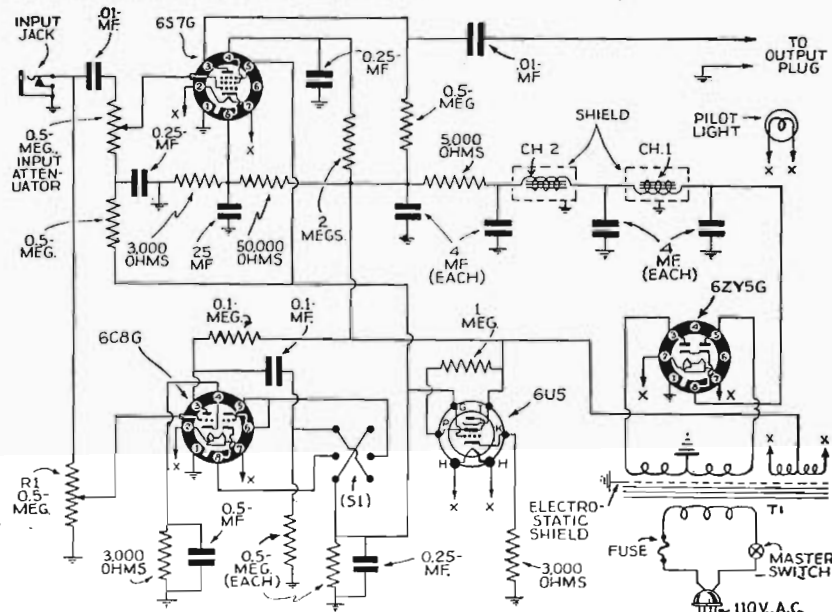 INPUT
JACK
.01-
MF.
6S7G
0.25-
MF
.01-
MF
TO
OUTPUT
PLUG
0.5-
MEG.
INPUT
ATTEN-
UATOR
0.25-
MF
0.5-
MEG.
5,000
OHMS
SHIELD
CH 2
CH.1
PILOT
LIGHT
X X
0.5-
MEG.
3,000
OHMS
25
MF
50,000
OHMS
2
MEGS.
4
MF
(EACH)
4
MF.
(EACH)
6ZY5G
0.1-
MEG.
0.1-
MF.
1
MEG.
6C8G
6U5
P
G
K
H
H
X
X
R1
0.5-
MEG.
(S1)
3,000
OHMS
0.5-
MF
0.5-
MEG.
(EACH)
0.25-
MF.
3,000
OHMS
ELECTRO-
STATIC
SHIELD
T1
FUSE
MASTER
SWITCH
110V. A.C.